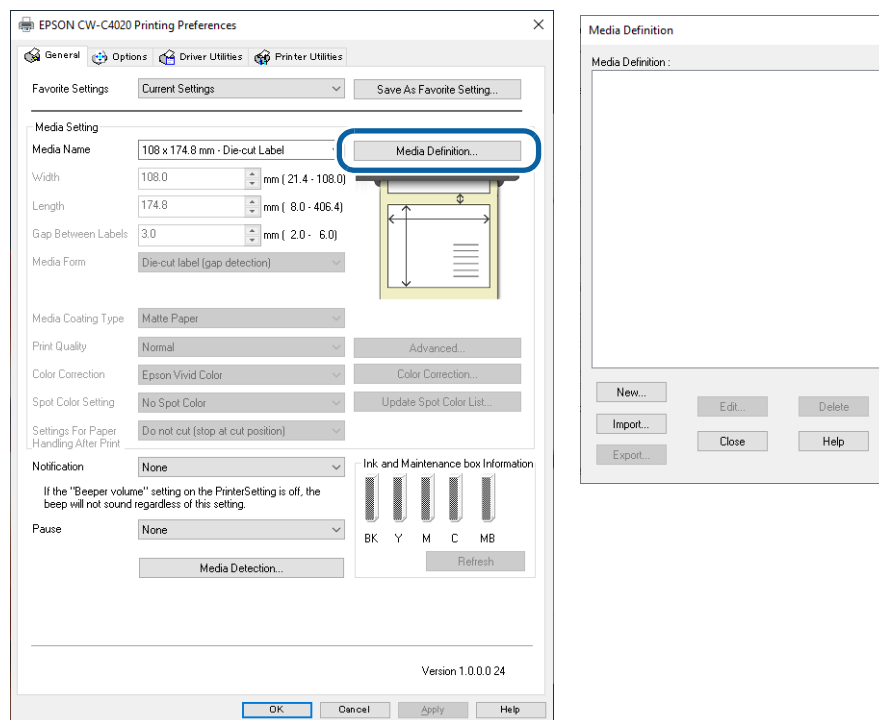 EPSON CW-C4020 Printing Preferences
General Options Driver Utilities Printer Utilities
Favorite Settings Current Settings Save As Favorite Setting...
Media Setting
Media Name 108 x 174.8 mm - Die-cut Label Media Definition...
Width 108.0 mm ( 21.4 - 108.0)
Length 174.8 mm ( 8.0 - 406.4)
Gap Between Labels 3.0 mm ( 2.0 - 6.0)
Media Form Die-cut label (gap detection)
Media Coating Type Matte Paper
Print Quality Normal Advanced...
Color Correction Epson Vivid Color Color Correction...
Spot Color Setting No Spot Color Update Spot Color List...
Settings For Paper Do not cut (stop at cut position)
Handling After Print
Notification None
If the "Beeper volume" setting on the PrinterSetting is off, the
beep will not sound regardless of this setting.
Pause None
Media Detection...
Ink and Maintenance box Information
BK Y M C MB
Refresh
Version 1.0.0.0 24
OK Cancel Apply Help
Media Definition
Media Definition :
New... Edit... Delete
Import... Close Help
Export...